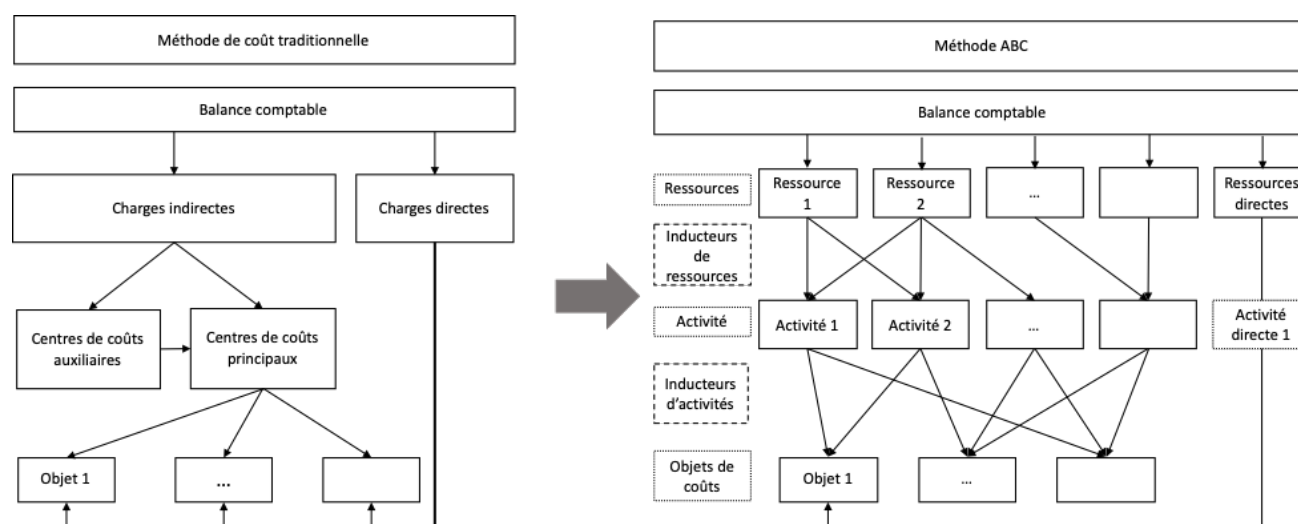 Méthode de coût traditionnelle
Balance comptable
Charges indirectes
Charges directes
Centres de coûts
auxiliaires
Centres de coûts
principaux
Objet 1
...
Méthode ABC
Balance comptable
Ressources
Ressource
1
Ressource
2
...
Ressources
directes
Inducteurs
de
ressources
Activité
Activité 1
Activité 2
...
Activité
directe 1
Inducteurs
d'activités
Objets de
coûts
Objet 1
...